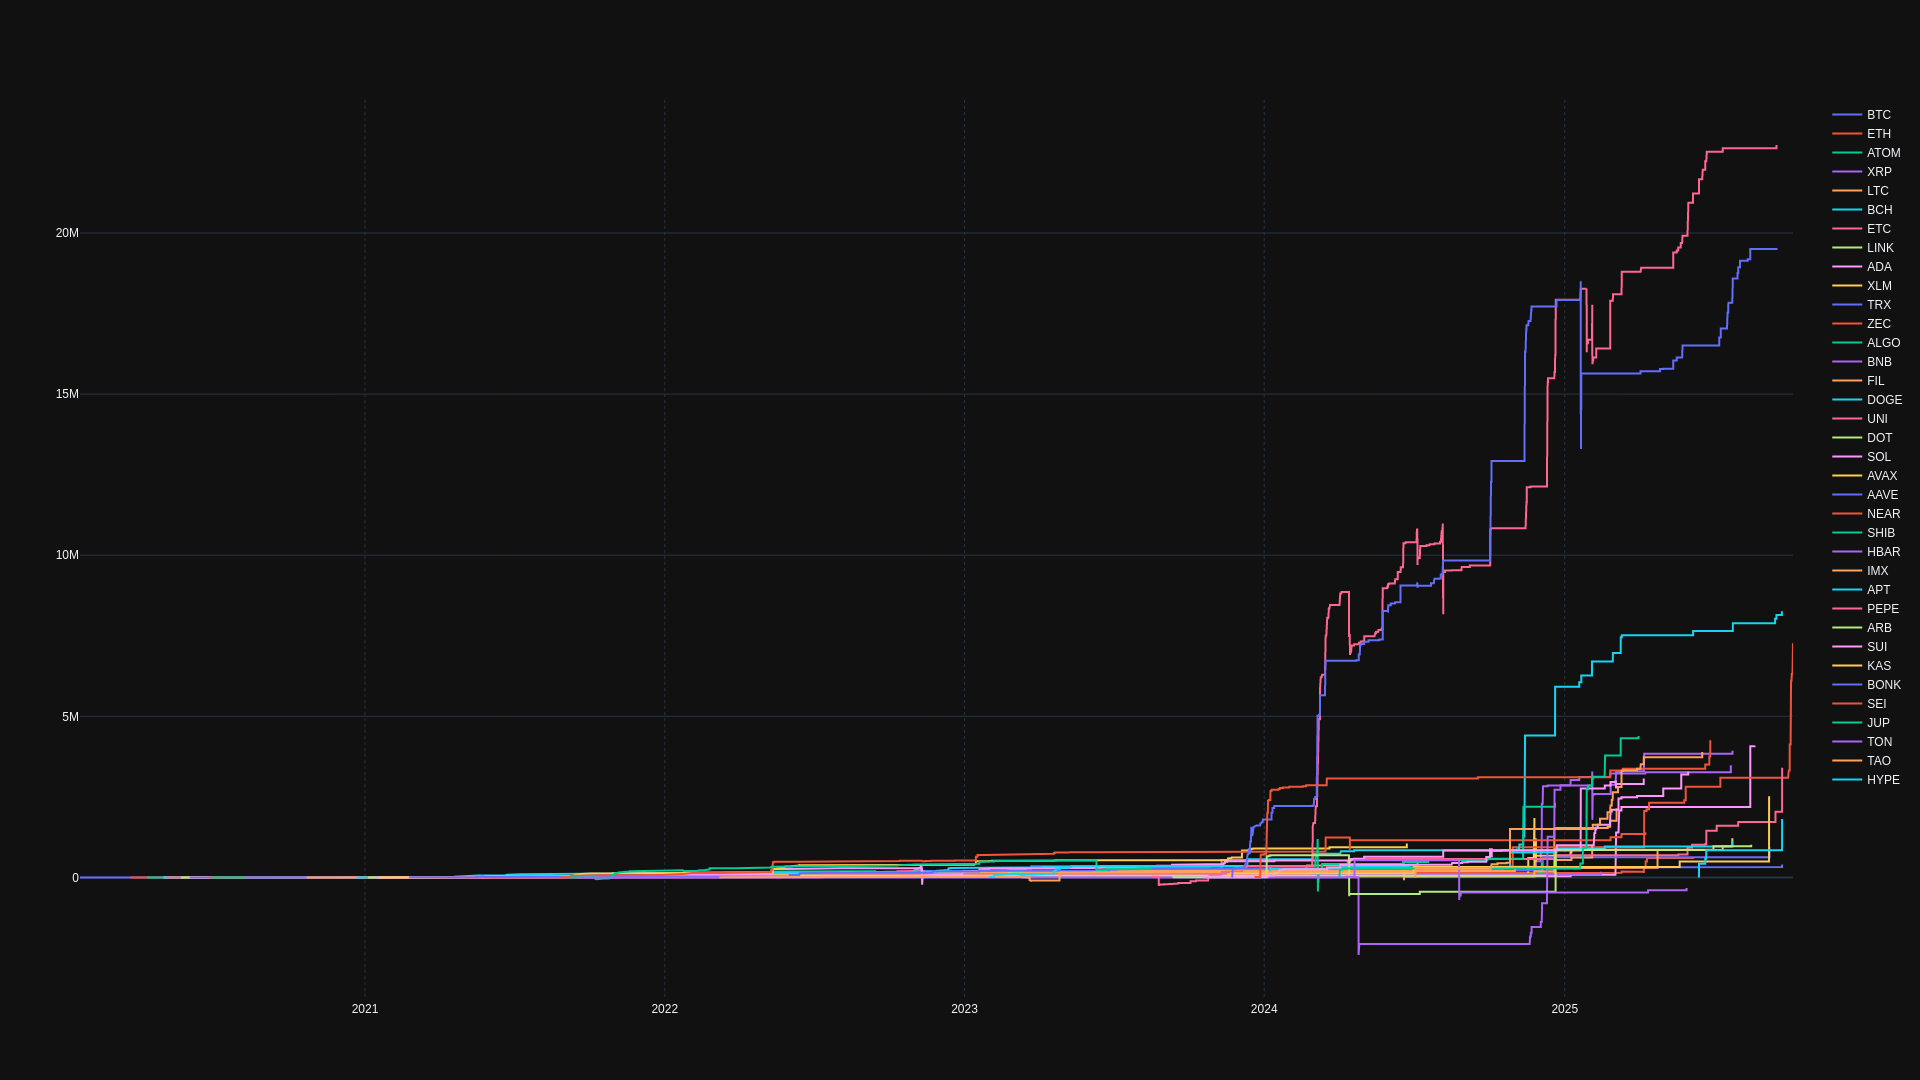 20M
15M
10M
5M
0
2021
2022
2023
2024
2025
BTC
ETH
ATOM
XRP
LTC
BCH
ETC
LINK
ADA
XLM
TRX
ZEC
ALGO
BNB
FIL
DOGE
UNI
DOT
SOL
AVAX
AAVE
NEAR
SHIB
HBAR
IMX
APT
PEPE
ARB
SUI
KAS
BONK
SEI
JUP
TON
TAO
HYPE